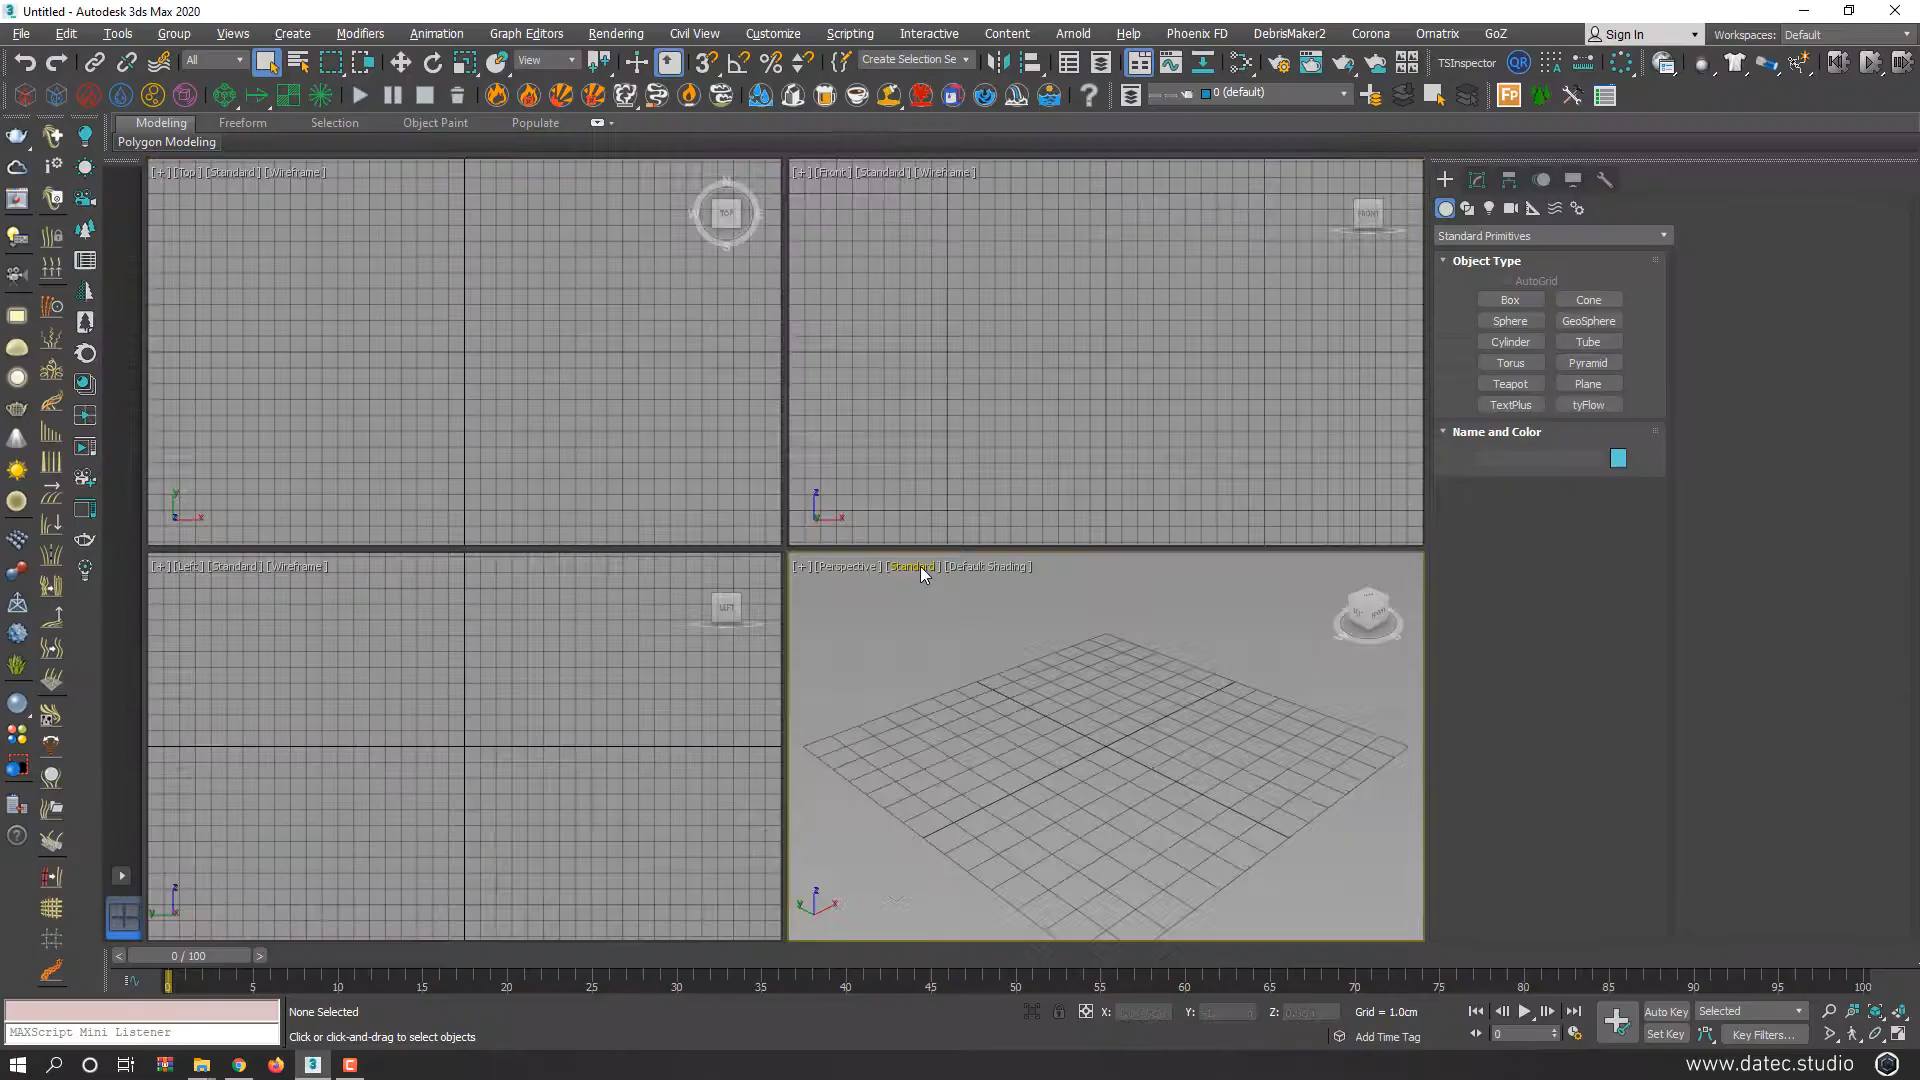 Untitled - Autodesk 3ds Max 2020
File Edit Tools Group Views Create Modifiers Animation Graph Editors Rendering Civil View Customize Scripting Interactive Content Arnold Help Phoenix FD DebrisMaker2 Corona Ornatrix GoZ Sign In Workspaces: Default
All View Create Selection Se TSInspector QR
0 (default) FP
Modeling Freeform Selection Object Paint Populate
Polygon Modeling
[+] [Top] [Standard] [Wireframe]
[+] [Front] [Standard] [Wireframe]
N
TOP
S
FRONT
Standard Primitives
Object Type
AutoGrid
Box Cone
Sphere GeoSphere
Cylinder Tube
Torus Pyramid
Teapot Plane
TextPlus tyFlow
Name and Color
y
z x
z
y x
[+] [Left] [Standard] [Wireframe]
[+] [Perspective] [Standard] [Default Shading]
LEFT
z
y x
z
y x
< 0 / 100 >
0 5 10 15 20 25 30 35 40 45 50 55 60 65 70 75 80 85 90 95 100
None Selected X: Y: Z: Grid = 1.0cm Auto Key Selected
MAXScript Mini Listener
Click or click-and-drag to select objects Add Time Tag 0 Set Key Key Filters...
www.datec.studio